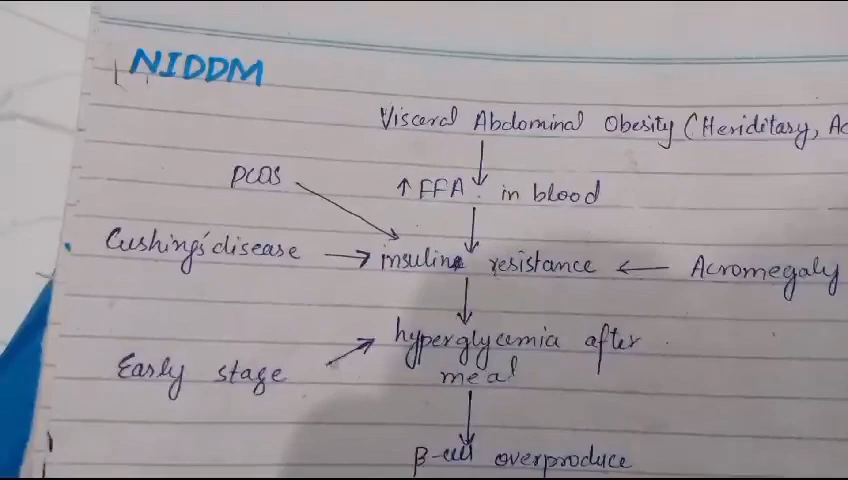 NIDDM
Visceral Abdominal Obesity (Heriditary, Ac
PCOS
↑ FFA in blood
Cushing's disease → insulin resistance ← Acromegaly
hyperglycemia after
Early stage
meal
β-cell overproduce